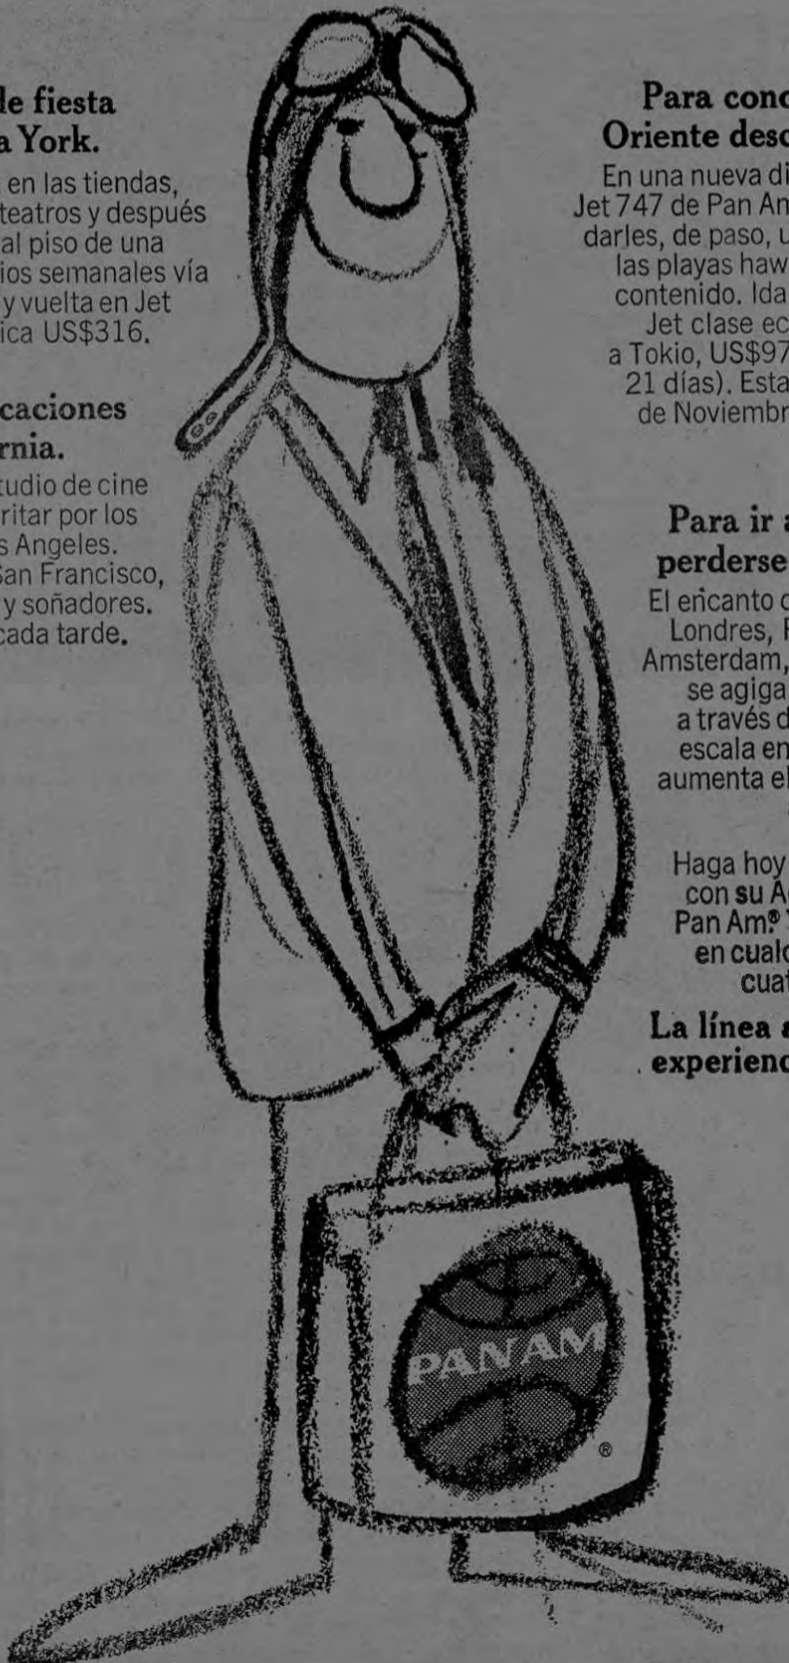 le fiesta
a York.
en las tiendas,
teatros y después
al piso de una
ios semanales vía
y vuelta en Jet
ica US$316.
caciones
rnia.
tudio de cine
ritar por los
s Angeles.
San Francisco,
y soñadores.
cada tarde.
Para cono
Oriente desc
En una nueva di
Jet 747 de Pan Am
darles, de paso, u
las playas haw
contenido. Ida
Jet clase ec
a Tokio, US$97
21 días). Esta
de Noviembr
Para ir a
perderse
El encanto d
Londres, P
Amsterdam,
se agiga
a través d
escala en
aumenta el
Haga hoy
con su Ag
Pan Am.® Y
en cualq
cuat
La línea a
experienc
PAN AM
®